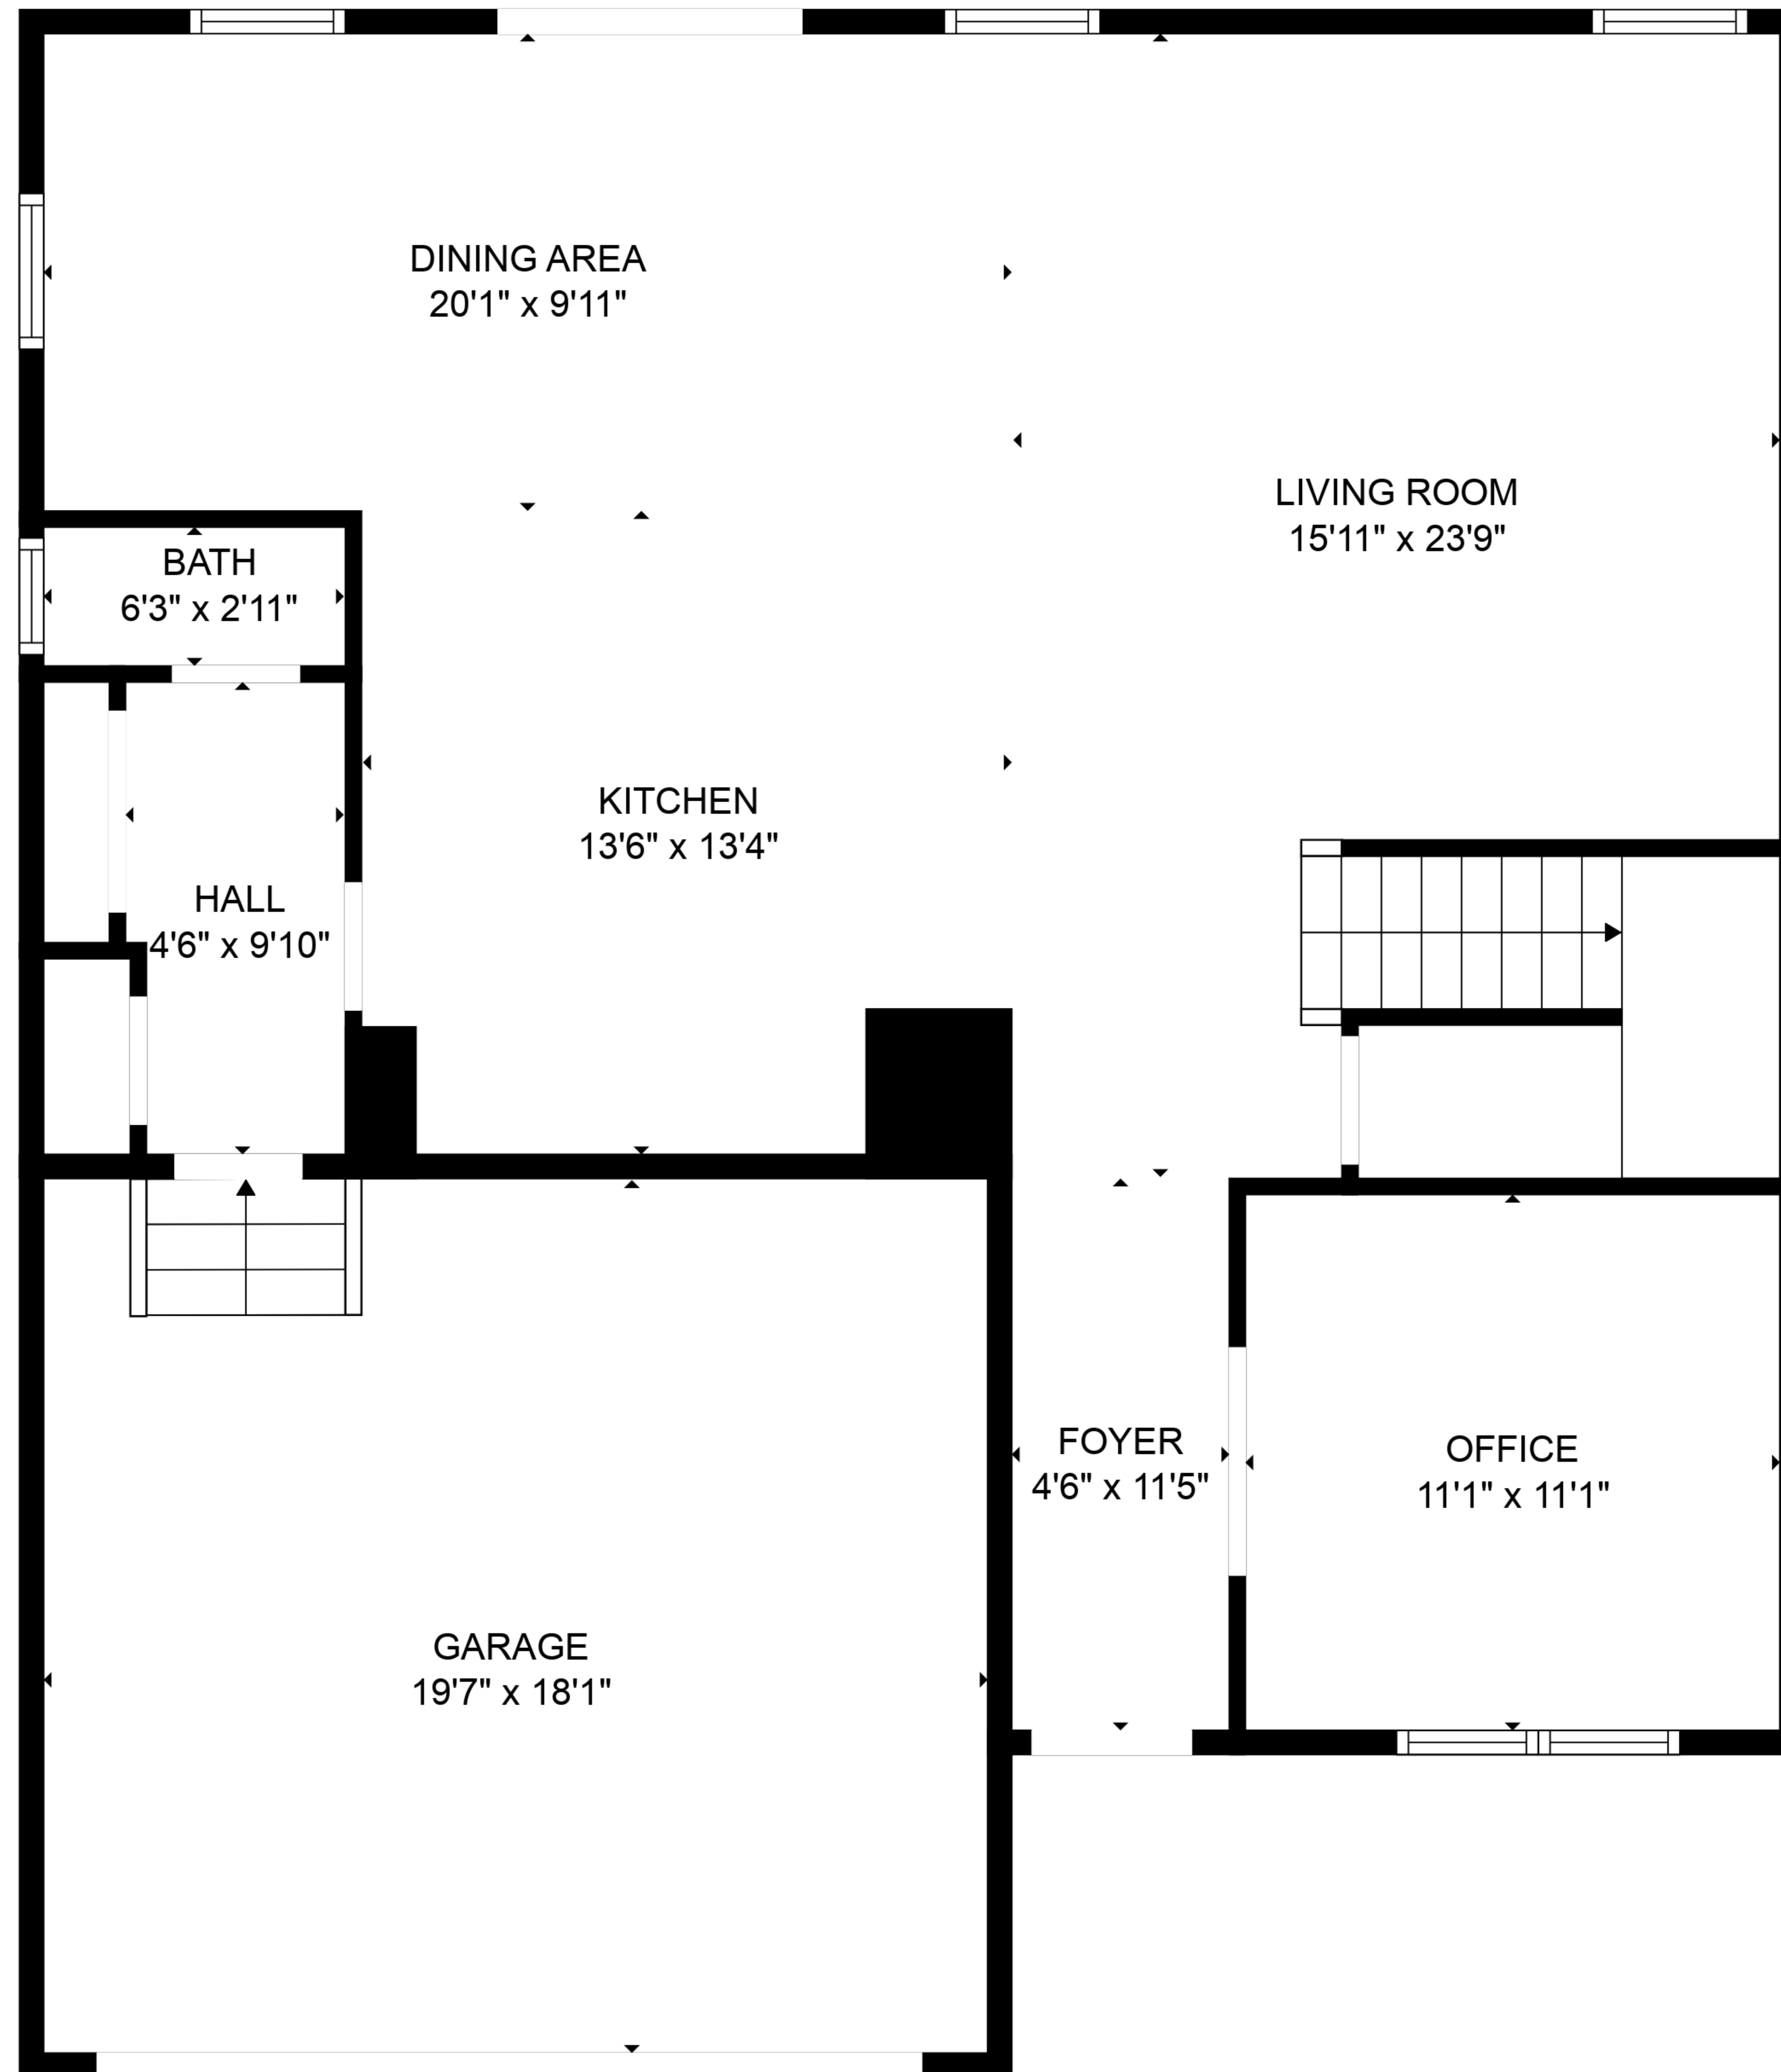 DINING AREA
20'1" x 9'11"
LIVING ROOM
15'11" x 23'9"
BATH
6'3" x 2'11"
KITCHEN
13'6" x 13'4"
HALL
4'6" x 9'10"
FOYER
4'6" x 11'5"
OFFICE
11'1" x 11'1"
GARAGE
19'7" x 18'1"